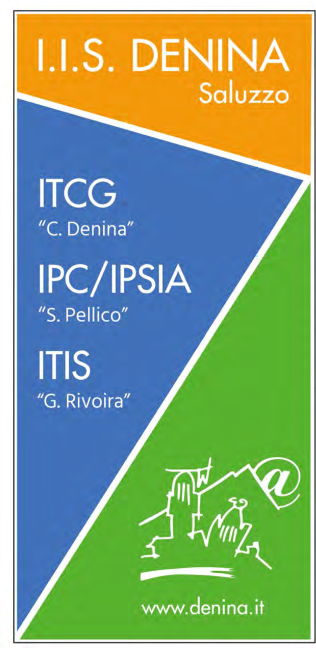 I.I.S. DENINA
Saluzzo
ITCG
“C. Denina”
IPC/IPSIA
“S. Pellico”
ITIS
“G. Rivoira”
@
www.denina.it